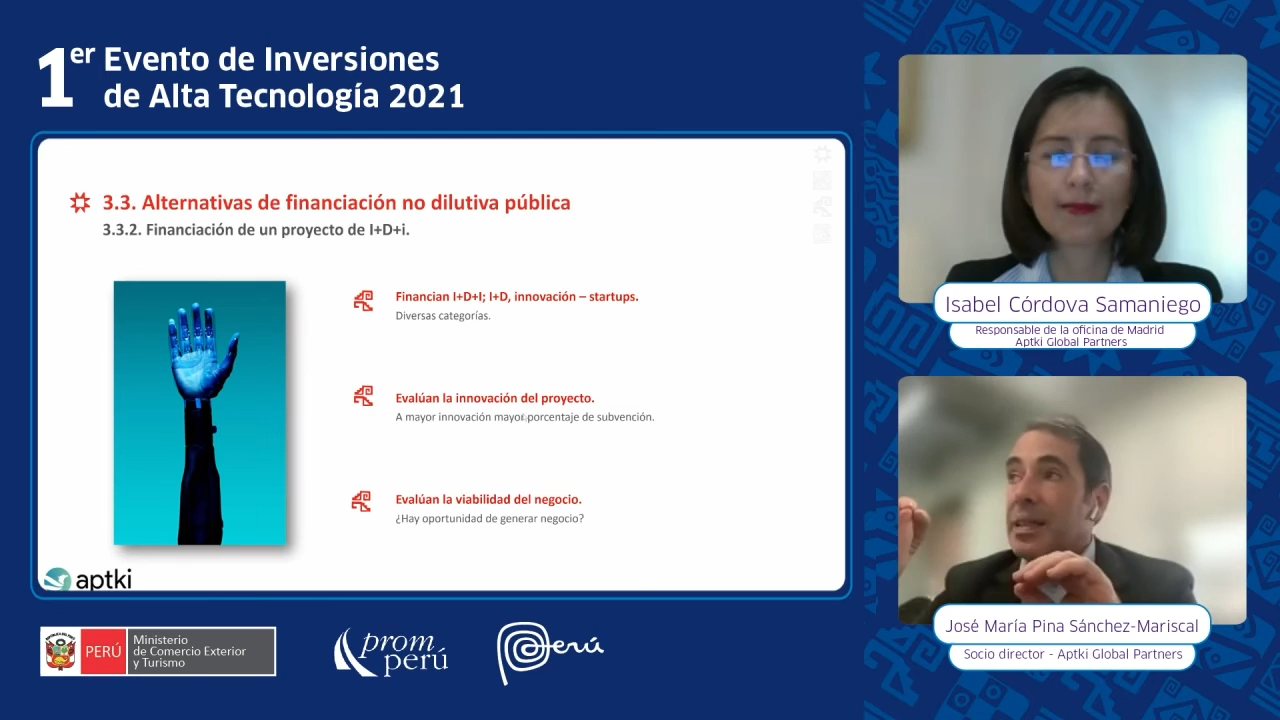 1er Evento de Inversiones
de Alta Tecnología 2021
3.3. Alternativas de financiación no dilutiva pública
3.3.2. Financiación de un proyecto de I+D+i.
Financian I+D+I; I+D, innovación – startups.
Diversas categorías.
Evalúan la innovación del proyecto.
A mayor innovación mayor porcentaje de subvención.
Evalúan la viabilidad del negocio.
¿Hay oportunidad de generar negocio?
aptki
PERÚ
Ministerio
de Comercio Exterior
y Turismo
prom
perú
Perú
Isabel Córdova Samaniego
Responsable de la oficina de Madrid
Aptki Global Partners
José María Pina Sánchez-Mariscal
Socio director - Aptki Global Partners